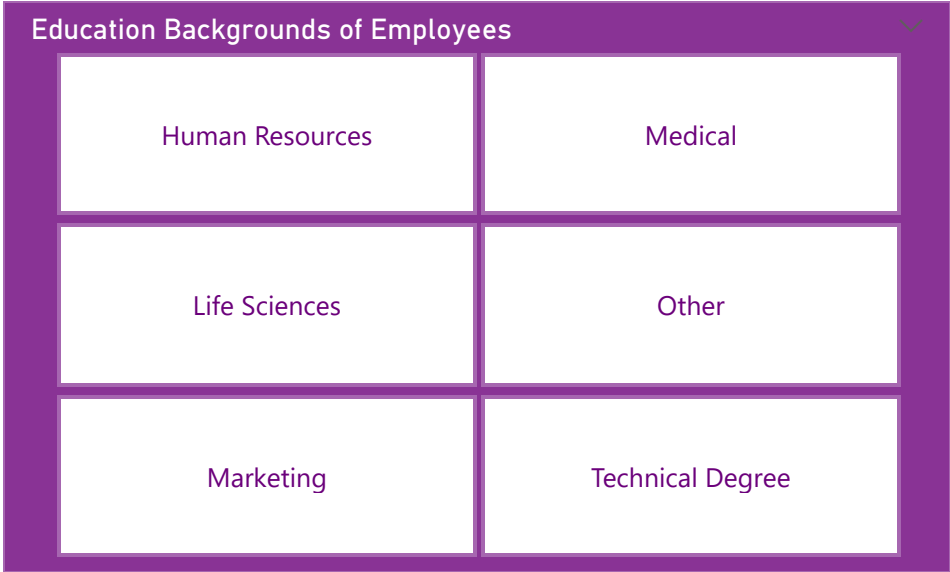 Education Backgrounds of Employees
Human Resources
Medical
Life Sciences
Other
Marketing
Technical Degree